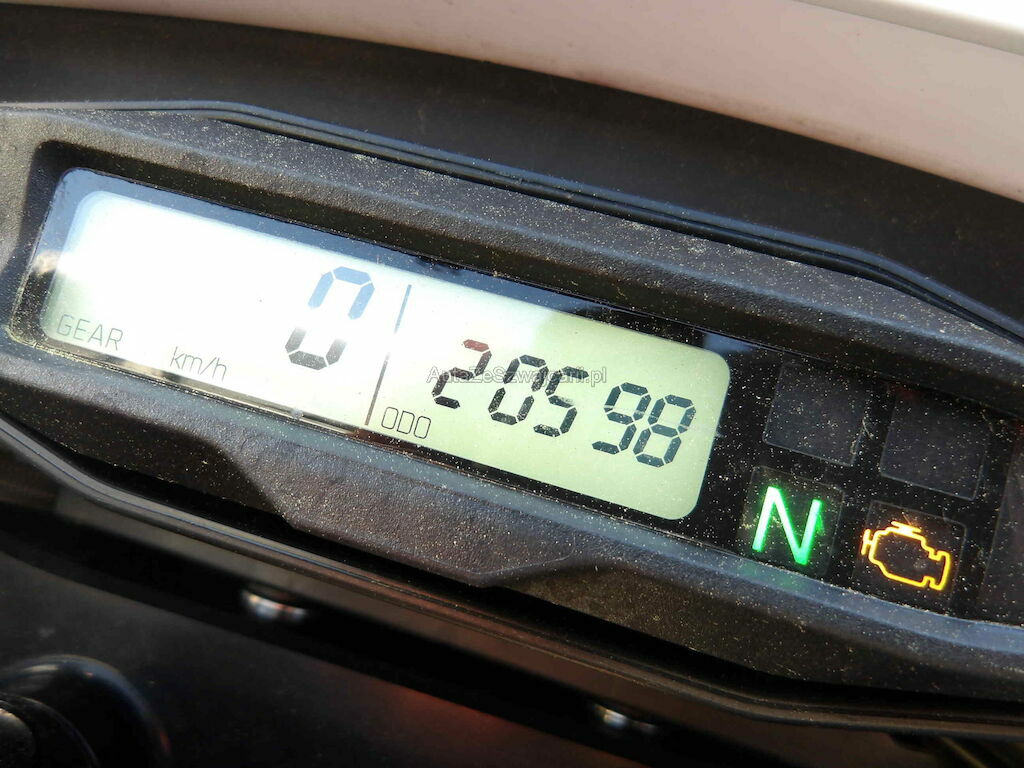 0
GEAR
km/h
20598
ODO
AutaZeSzwajcarii.pl
N